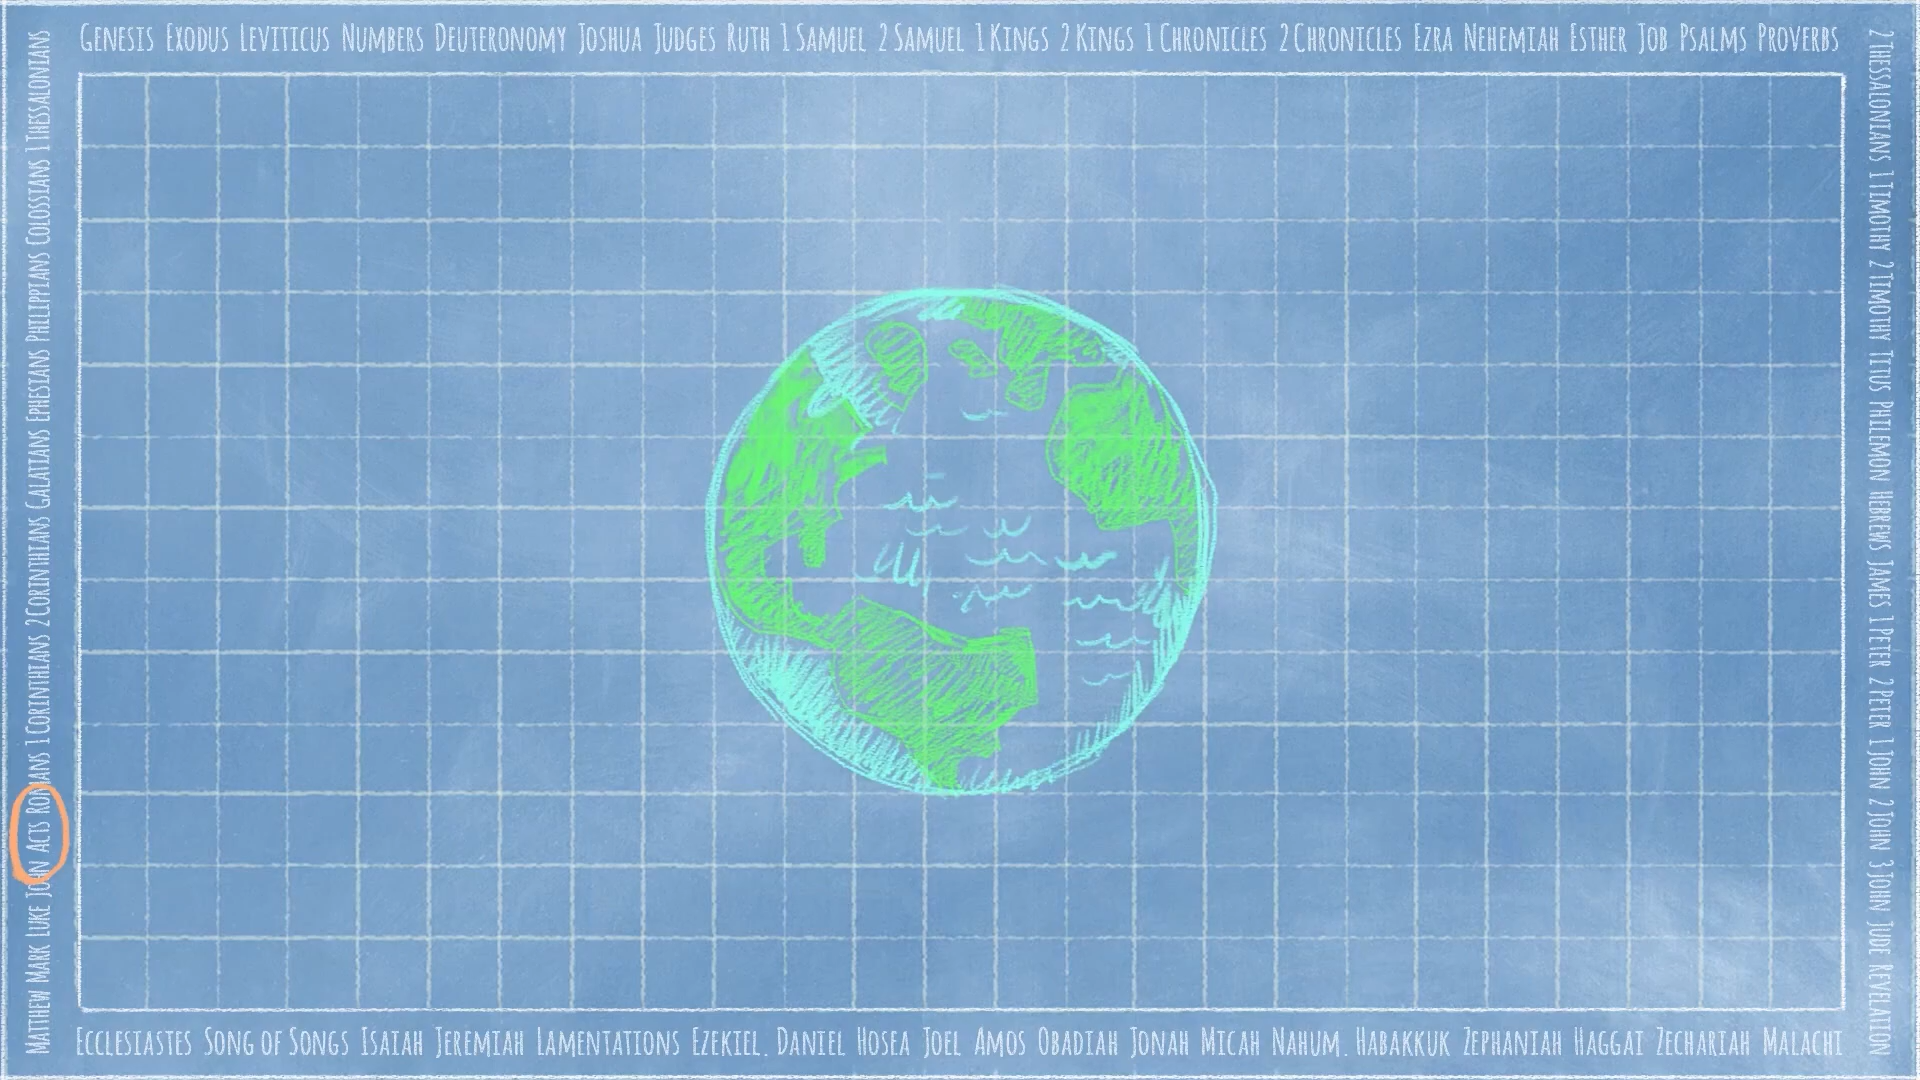 Genesis Exodus Leviticus Numbers Deuteronomy Joshua Judges Ruth 1 Samuel 2 Samuel 1 Kings 2 Kings 1 Chronicles 2 Chronicles Ezra Nehemiah Esther Job Psalms Proverbs
Ecclesiastes Song of Songs Isaiah Jeremiah Lamentations Ezekiel. Daniel Hosea Joel Amos Obadiah Jonah Micah Nahum. Habakkuk Zephaniah Haggai Zechariah Malachi
Matthew Mark Luke John Acts Romans 1 Corinthians 2 Corinthians Galatians Ephesians Philippians Colossians 1 Thessalonians
2 Thessalonians 1 Timothy 2 Timothy Titus Philemon Hebrews James 1 Peter 2 Peter 1 John 2 John 3 John Jude Revelation